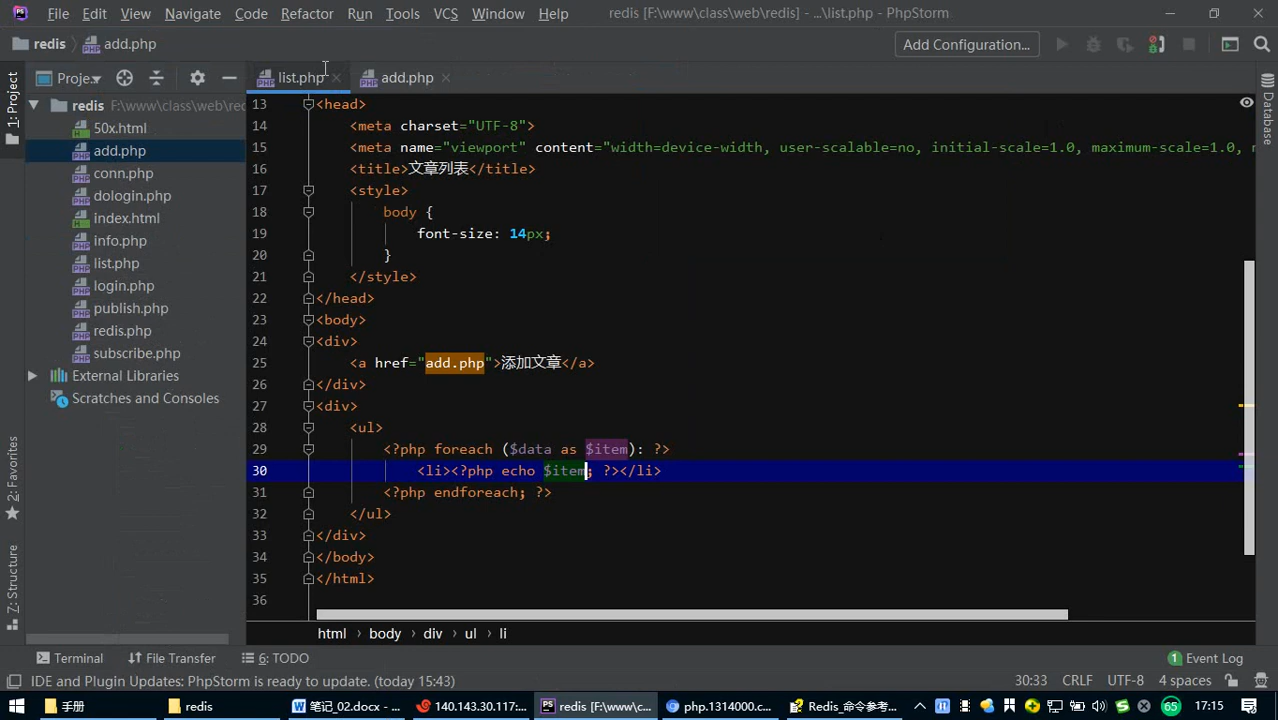 File Edit View Navigate Code Refactor Run Tools VCS Window Help redis [F:\www\class\web\redis] - ...\list.php - PhpStorm
redis add.php Add Configuration...
1: Project
Proje
list.php add.php
redis F:\www\class\web\rec
50x.html
add.php
conn.php
dologin.php
index.html
info.php
list.php
login.php
publish.php
redis.php
subscribe.php
External Libraries
Scratches and Consoles
2: Favorites
7: Structure
Database
13 <head>
14 <meta charset="UTF-8">
15 <meta name="viewport" content="width=device-width, user-scalable=no, initial-scale=1.0, maximum-scale=1.0,
16 <title>文章列表</title>
17 <style>
18 body {
19 font-size: 14px;
20 }
21 </style>
22 </head>
23 <body>
24 <div>
25 <a href="add.php">添加文章</a>
26 </div>
27 <div>
28 <ul>
29 <?php foreach ($data as $item): ?>
30 <li><?php echo $item; ?></li>
31 <?php endforeach; ?>
32 </ul>
33 </div>
34 </body>
35 </html>
36
html › body › div › ul › li
Terminal File Transfer 6: TODO 1 Event Log
IDE and Plugin Updates: PhpStorm is ready to update. (today 15:43) 30:33 CRLF UTF-8 4 spaces
手册 redis 笔记_02.docx - ... 140.143.30.117:... redis [F:\www\c... php.1314000.c... Redis_命令参考... 65 17:15